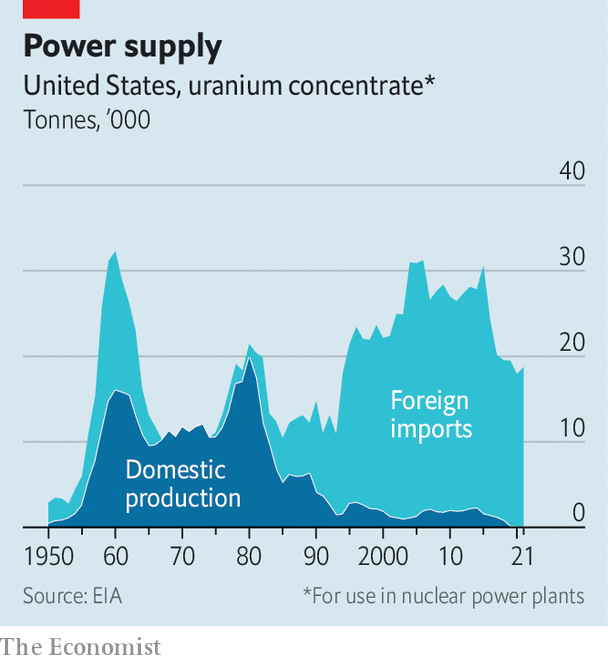 Power supply
United States, uranium concentrate*
Tonnes, ’000
40
30
20
Foreign
imports
10
Domestic
production
0
1950 60 70 80 90 2000 10 21
Source: EIA *For use in nuclear power plants
The Economist